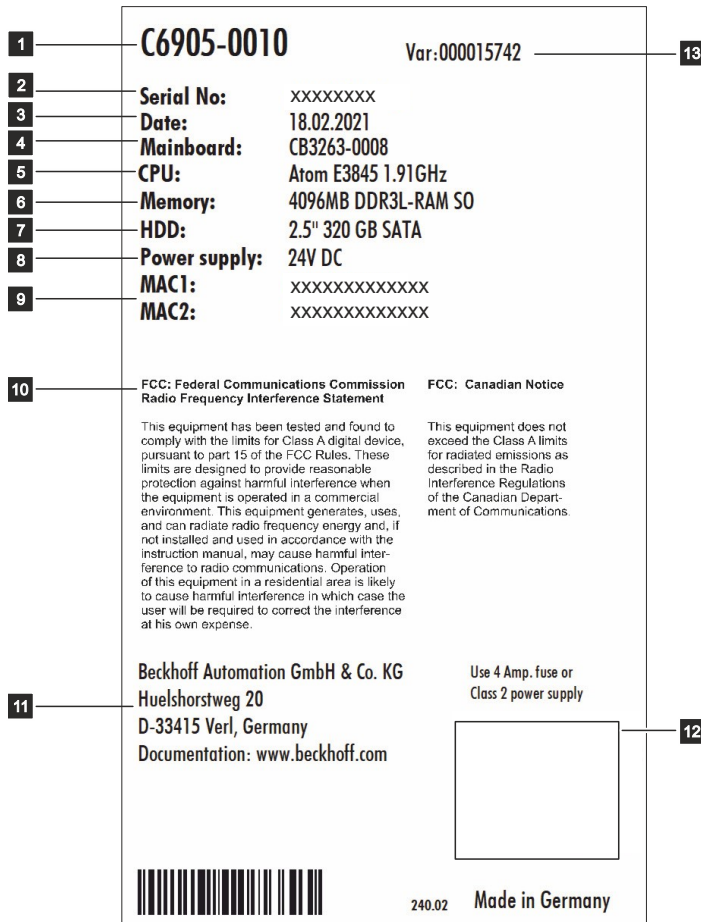 1
C6905-0010
Var:000015742
13
2
Serial No: XXXXXXXX
3
Date: 18.02.2021
4
Mainboard: CB3263-0008
5
CPU: Atom E3845 1.91GHz
6
Memory: 4096MB DDR3L-RAM SO
7
HDD: 2.5" 320 GB SATA
8
Power supply: 24V DC
9
MAC1: XXXXXXXXXXXXX
MAC2: XXXXXXXXXXXXX
10
FCC: Federal Communications Commission
Radio Frequency Interference Statement
This equipment has been tested and found to
comply with the limits for Class A digital device,
pursuant to part 15 of the FCC Rules. These
limits are designed to provide reasonable
protection against harmful interference when
the equipment is operated in a commercial
environment. This equipment generates, uses,
and can radiate radio frequency energy and, if
not installed and used in accordance with the
instruction manual, may cause harmful inter-
ference to radio communications. Operation
of this equipment in a residential area is likely
to cause harmful interference in which case the
user will be required to correct the interference
at his own expense.
FCC: Canadian Notice
This equipment does not
exceed the Class A limits
for radiated emissions as
described in the Radio
Interference Regulations
of the Canadian Depart-
ment of Communications.
11
Beckhoff Automation GmbH & Co. KG
Huelshorstweg 20
D-33415 Verl, Germany
Documentation: www.beckhoff.com
Use 4 Amp. fuse or
Class 2 power supply
12
240.02
Made in Germany